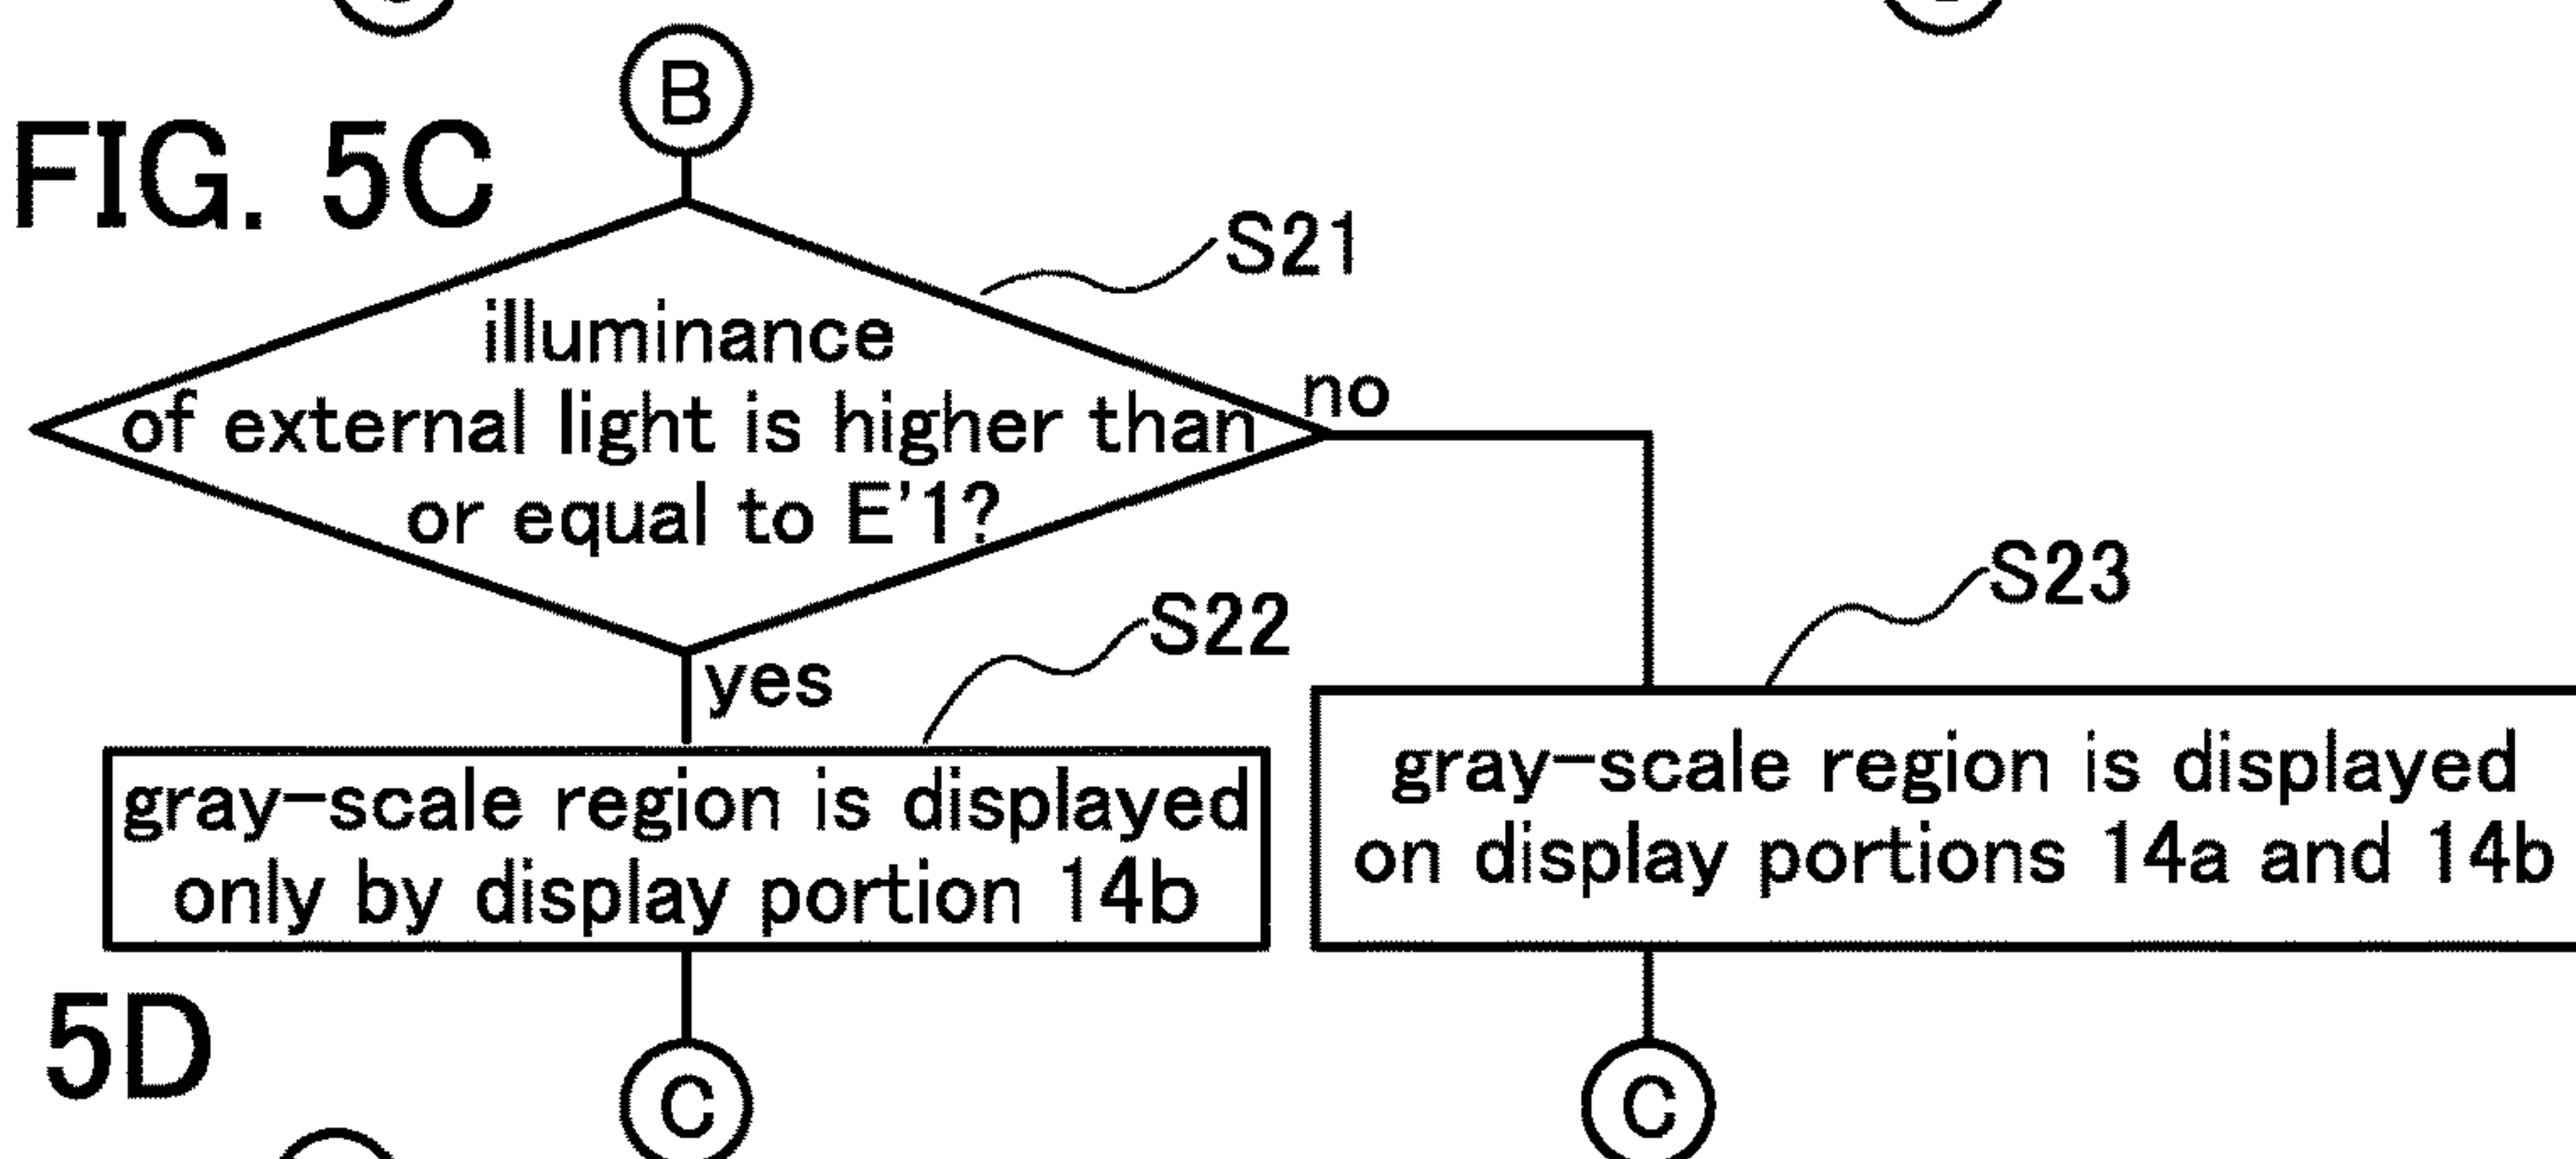 B
FIG. 5C
S21
illuminance
of external light is higher than
or equal to E'1?
no
yes
S22
S23
gray-scale region is displayed
only by display portion 14b
gray-scale region is displayed
on display portions 14a and 14b
5D
C
C